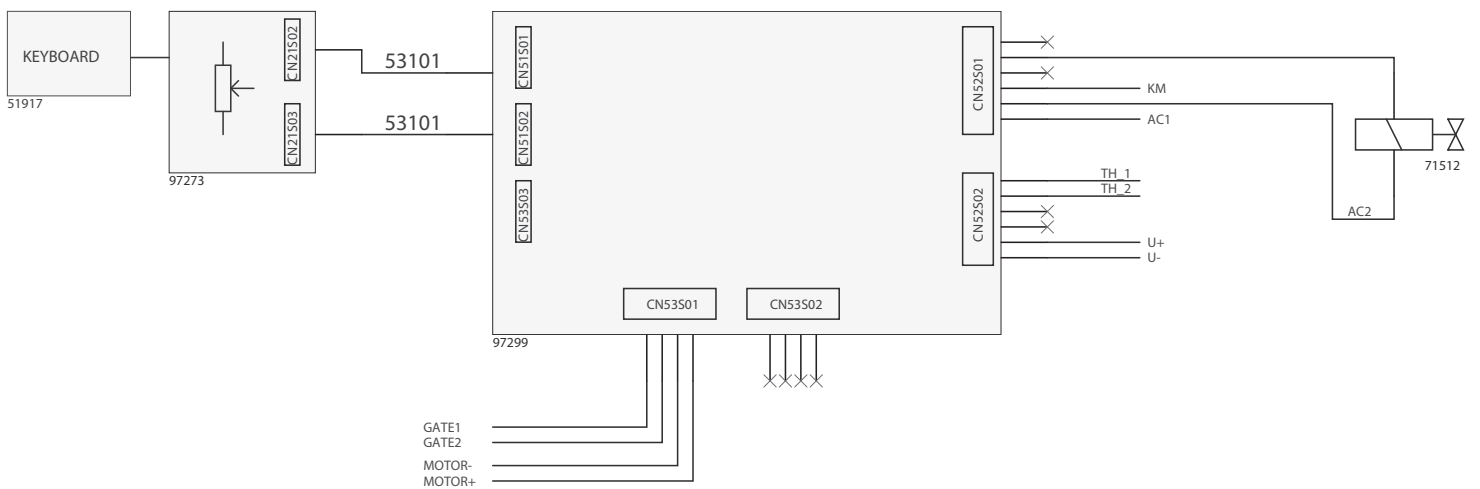 KEYBOARD
51917
CN21S02
CN21S03
97273
53101
53101
CN51S01
CN51S02
CN53S03
CN52S01
CN52S02
CN53S01
CN53S02
97299
KM
AC1
71512
TH_1
TH_2
AC2
U+
U-
GATE1
GATE2
MOTOR-
MOTOR+